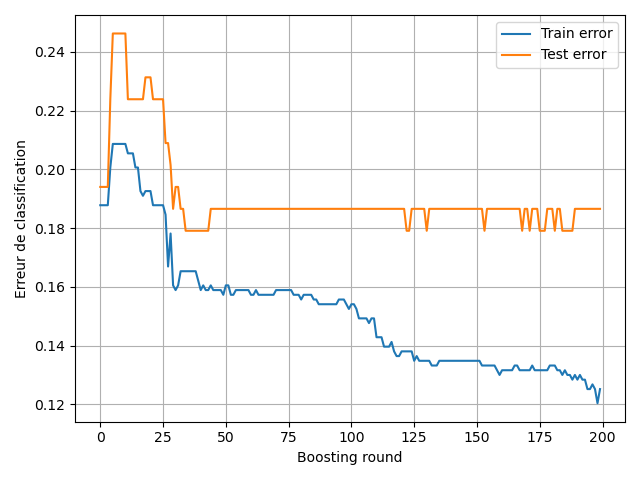 Train error
Test error
Erreur de classification
0.24
0.22
0.20
0.18
0.16
0.14
0.12
0 25 50 75 100 125 150 175 200
Boosting round